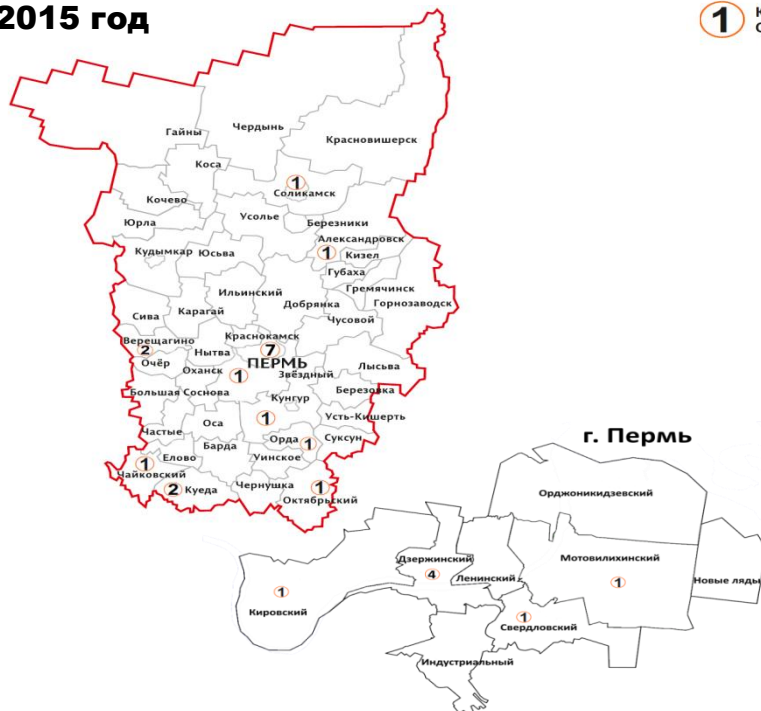 2015 год
1
Гайны
Чердынь
Красновишерск
Коса
1
Соликамск
Кочево
Юрла
Усолье
Березники
Александровск
1
Кизел
Кудымкар
Юсьва
Губаха
Гремячинск
Ильинский
Добрянка
Горнозаводск
Карагай
Сива
Чусовой
Краснокамск
Верещагино
2
Нытва
7
ПЕРМЬ
Очёр
Оханск
1
Звёздный
Лысьва
Большая Соснова
Березовка
Кунгур
1
Усть-Кишерть
Оса
Частые
Орда
1
Суксун
Барда
Елово
Уинское
1
Чайковский
2
Куеда
Чернушка
1
Октябрьский
г. Пермь
Орджоникидзевский
Дзержинский
4
Ленинский
Мотовилихинский
1
Новые ляды
1
Кировский
1
Свердловский
Индустриальный